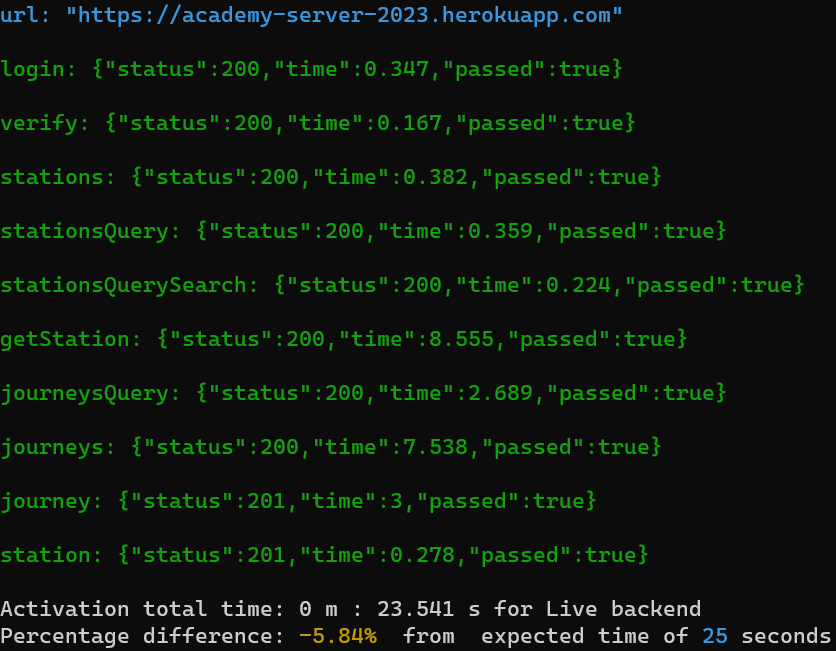 url: "https://academy-server-2023.herokuapp.com"
login: {"status":200,"time":0.347,"passed":true}
verify: {"status":200,"time":0.167,"passed":true}
stations: {"status":200,"time":0.382,"passed":true}
stationsQuery: {"status":200,"time":0.359,"passed":true}
stationsQuerySearch: {"status":200,"time":0.224,"passed":true}
getStation: {"status":200,"time":8.555,"passed":true}
journeysQuery: {"status":200,"time":2.689,"passed":true}
journeys: {"status":200,"time":7.538,"passed":true}
journey: {"status":201,"time":3,"passed":true}
station: {"status":201,"time":0.278,"passed":true}
Activation total time: 0 m : 23.541 s for Live backend
Percentage difference: -5.84%  from  expected time of 25 seconds